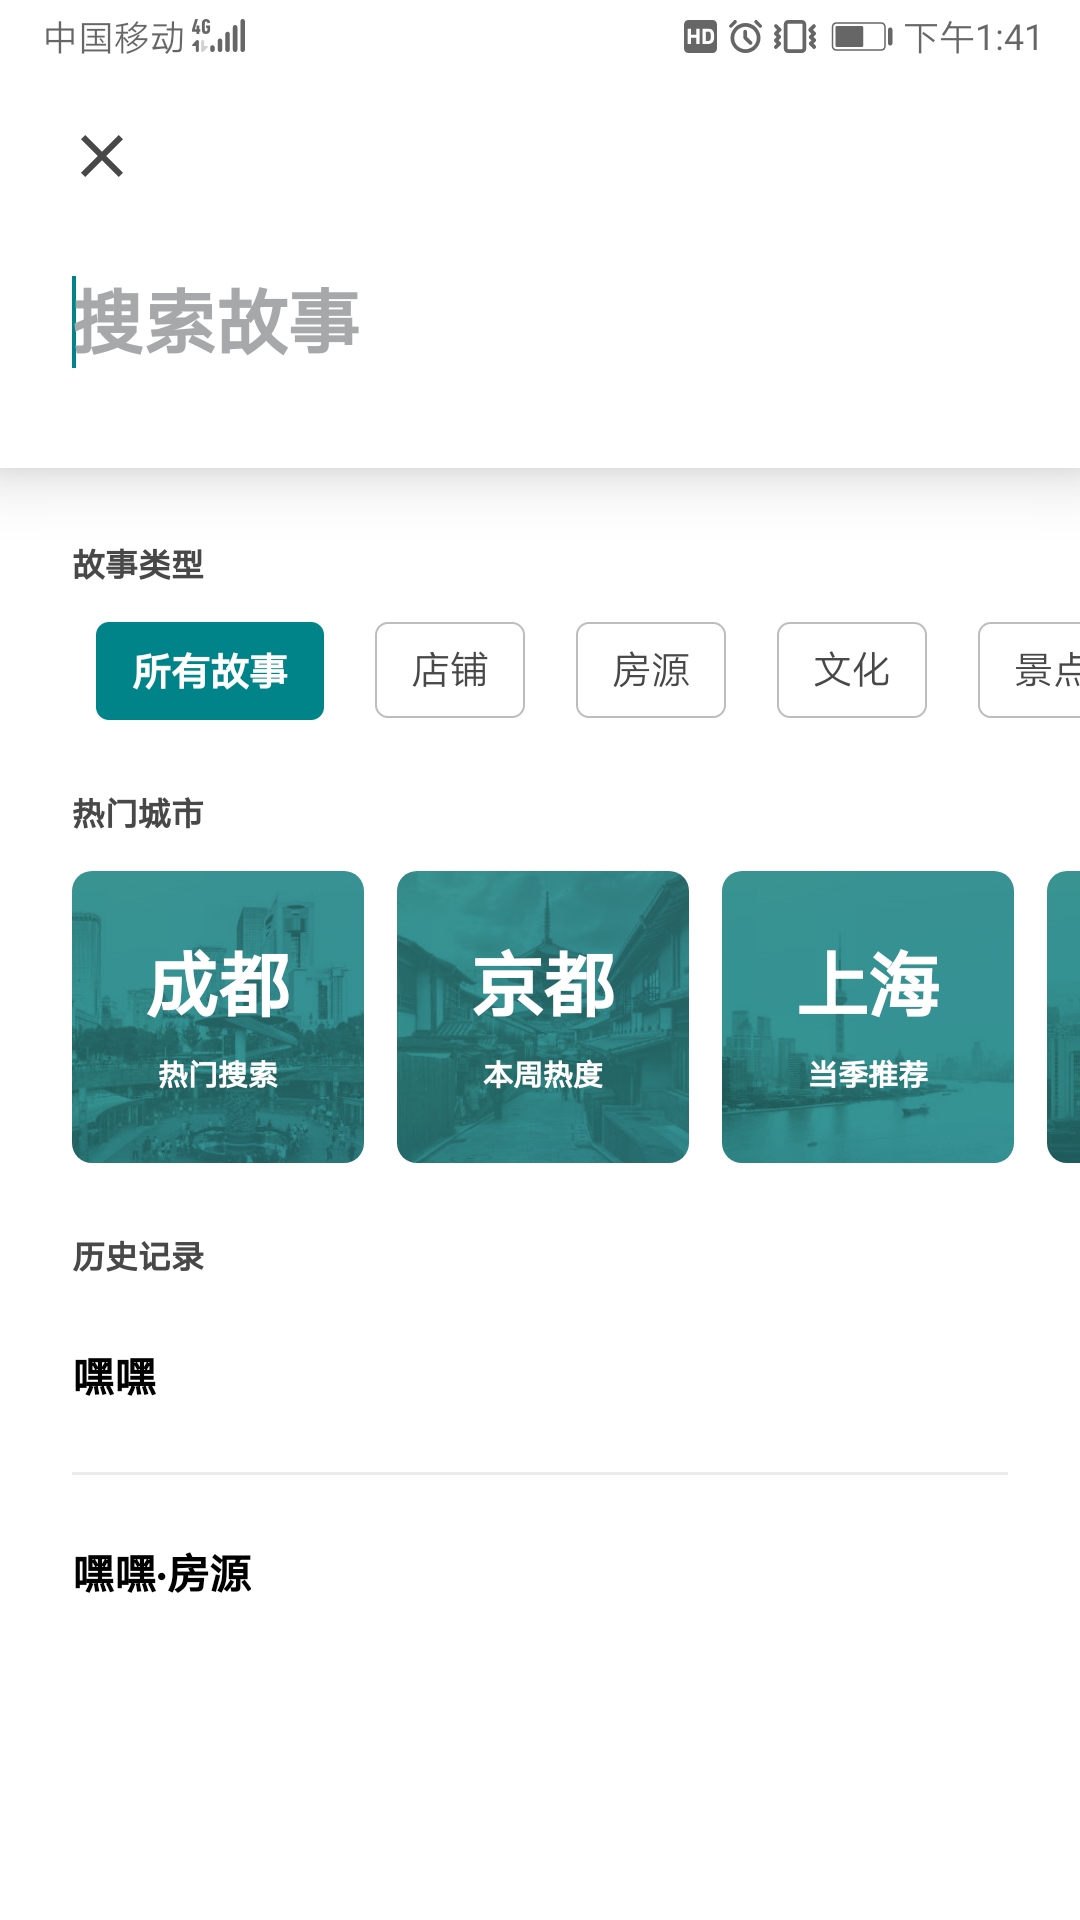 中国移动 4G HD 下午1:41
搜索故事
故事类型
所有故事 店铺 房源 文化 景点
热门城市
成都 京都 上海
热门搜索 本周热度 当季推荐
历史记录
嘿嘿
嘿嘿·房源